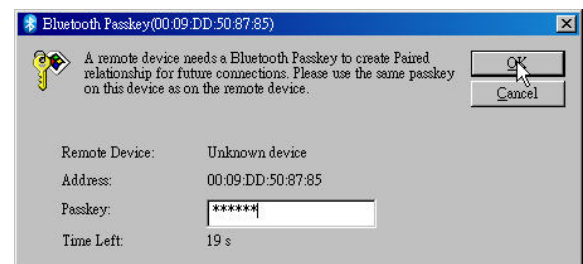 Bluetooth Passkey(00:09:DD:50:87:85)
A remote device needs a Bluetooth Passkey to create Paired
relationship for future connections. Please use the same passkey
on this device as on the remote device.
OK
Cancel
Remote Device: Unknown device
Address: 00:09:DD:50:87:85
Passkey: ******
Time Left: 19 s